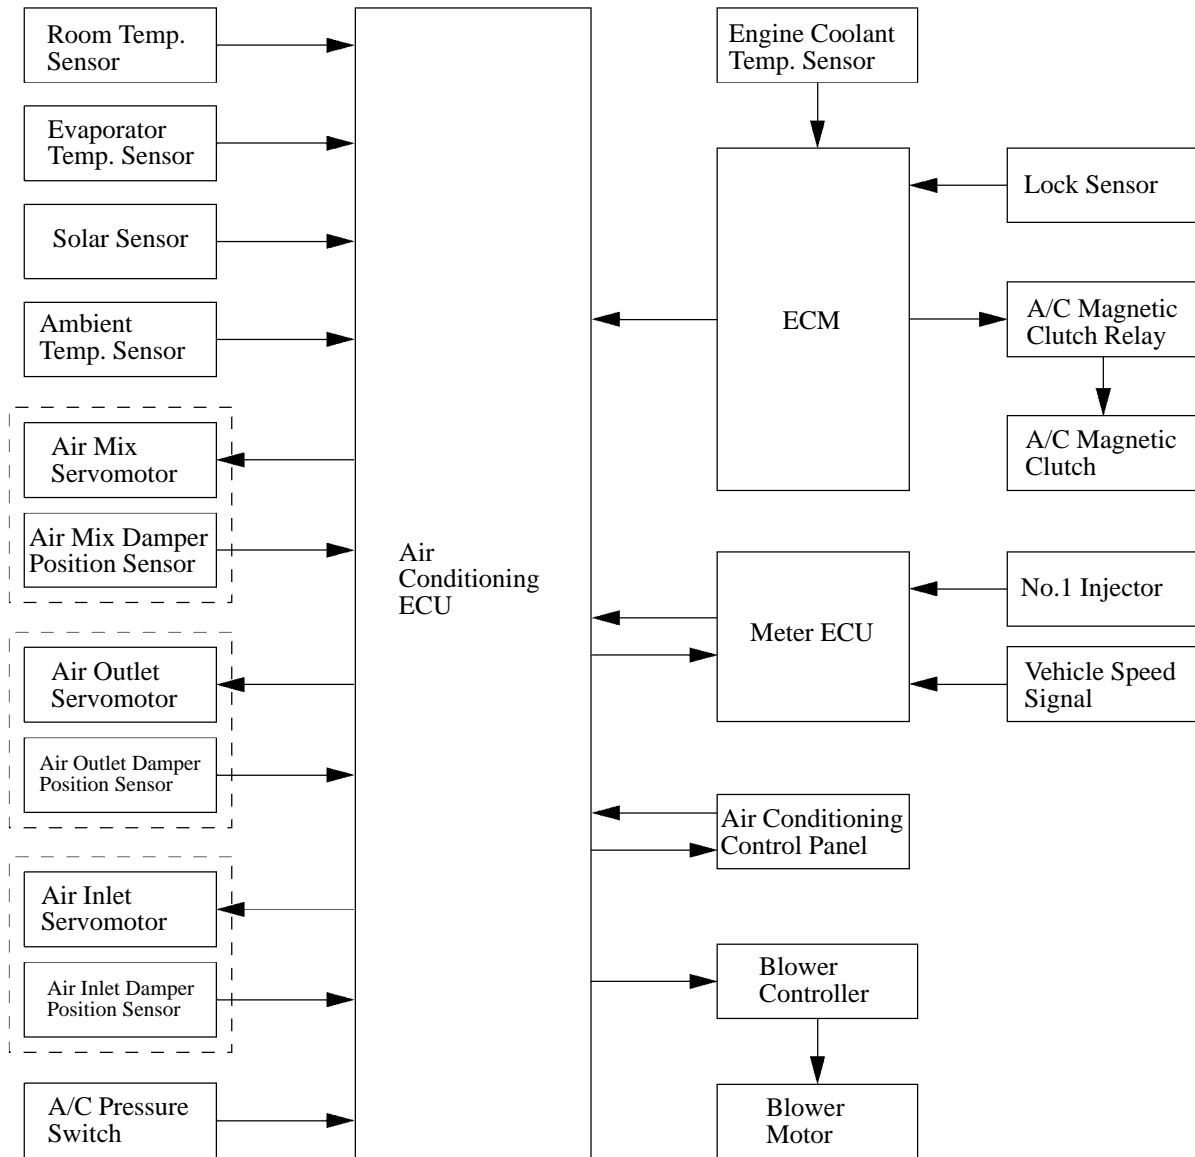 Room Temp.
Sensor
Evaporator
Temp. Sensor
Solar Sensor
Ambient
Temp. Sensor
Air Mix
Servomotor
Air Mix Damper
Position Sensor
Air Outlet
Servomotor
Air Outlet Damper
Position Sensor
Air Inlet
Servomotor
Air Inlet Damper
Position Sensor
A/C Pressure
Switch
Air
Conditioning
ECU
Engine Coolant
Temp. Sensor
ECM
Lock Sensor
A/C Magnetic
Clutch Relay
A/C Magnetic
Clutch
Meter ECU
No.1 Injector
Vehicle Speed
Signal
Air Conditioning
Control Panel
Blower
Controller
Blower
Motor